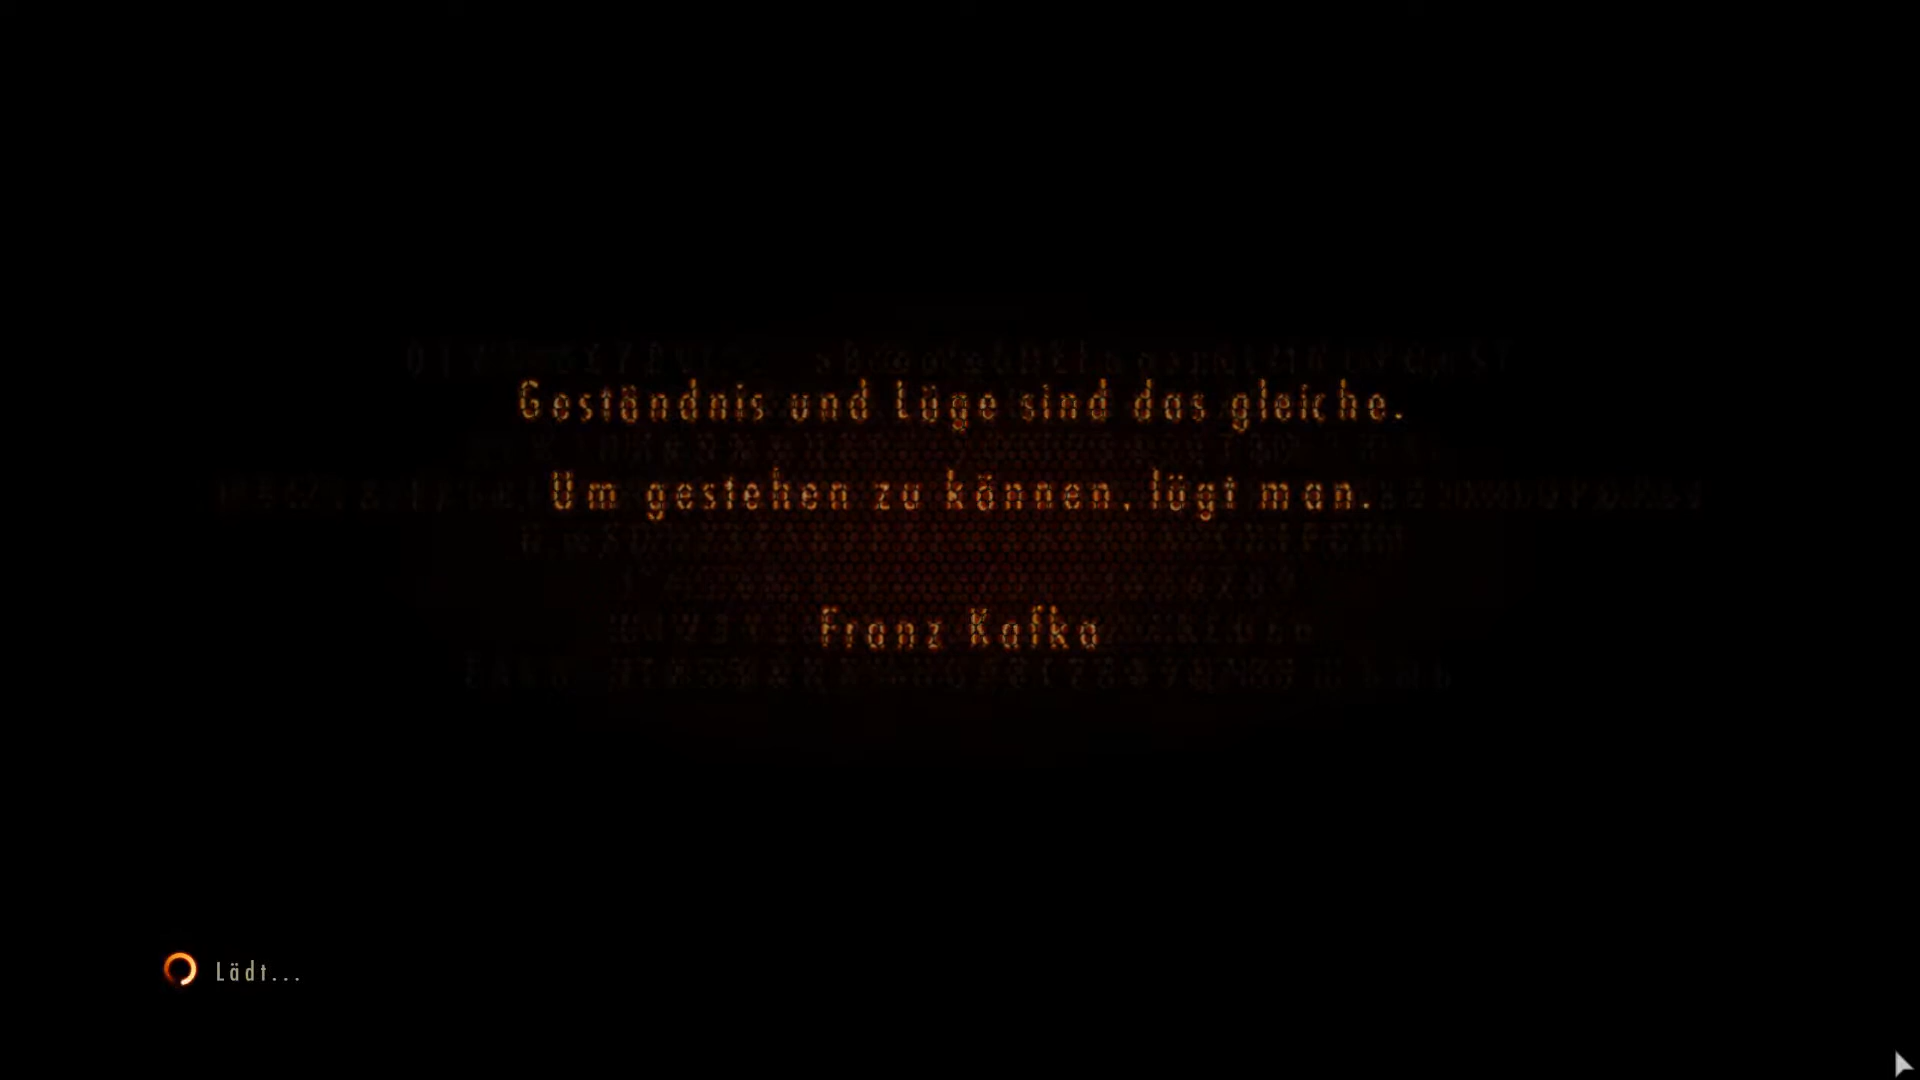 Geständnis und Lüge sind das gleiche.
Um gestehen zu können, lügt man.
Franz Kafka
Lädt...